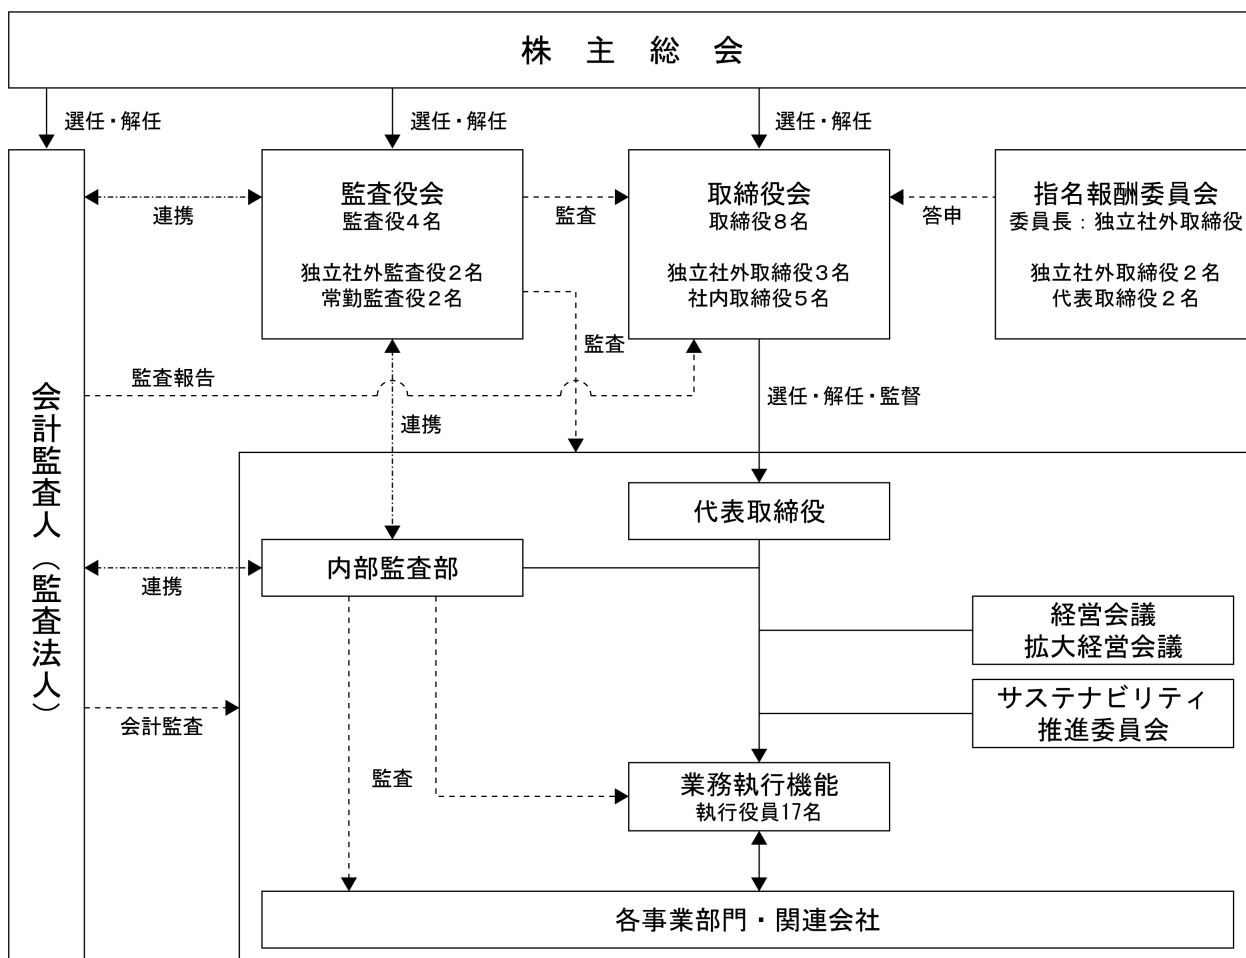 株主総会
選任・解任
選任・解任
選任・解任
監査役会
監査役4名
独立社外監査役2名
常勤監査役2名
取締役会
取締役8名
独立社外取締役3名
社内取締役5名
指名報酬委員会
委員長：独立社外取締役
独立社外取締役2名
代表取締役2名
連携
監査
答申
監査
監査報告
選任・解任・監督
連携
会計監査人（監査法人）
代表取締役
内部監査部
連携
経営会議
拡大経営会議
サステナビリティ
推進委員会
会計監査
監査
業務執行機能
執行役員17名
各事業部門・関連会社